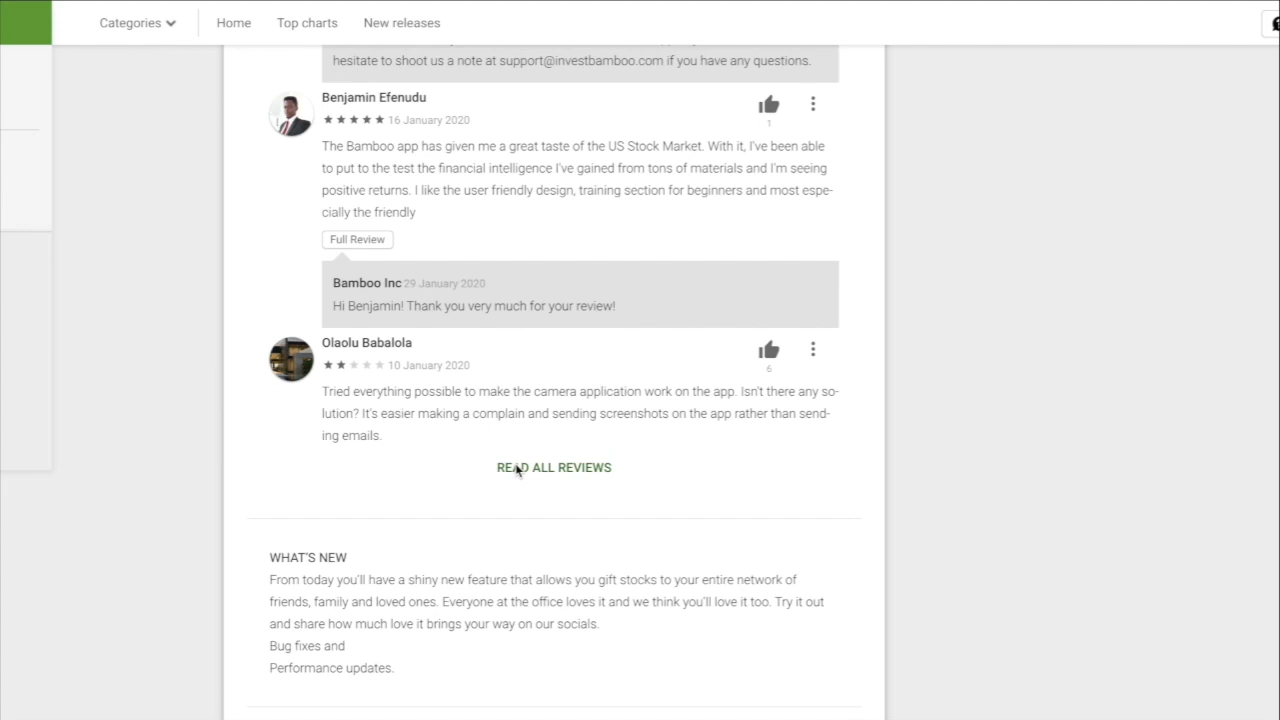 Categories
Home
Top charts
New releases
hesitate to shoot us a note at support@investbamboo.com if you have any questions.
Benjamin Efenudu
16 January 2020
1
The Bamboo app has given me a great taste of the US Stock Market. With it, I've been able
to put to the test the financial intelligence I've gained from tons of materials and I'm seeing
positive returns. I like the user friendly design, training section for beginners and most espe-
cially the friendly
Full Review
Bamboo Inc 29 January 2020
Hi Benjamin! Thank you very much for your review!
Olaolu Babalola
10 January 2020
6
Tried everything possible to make the camera application work on the app. Isn't there any so-
lution? It's easier making a complain and sending screenshots on the app rather than send-
ing emails.
READ ALL REVIEWS
WHAT'S NEW
From today you'll have a shiny new feature that allows you gift stocks to your entire network of
friends, family and loved ones. Everyone at the office loves it and we think you'll love it too. Try it out
and share how much love it brings your way on our socials.
Bug fixes and
Performance updates.